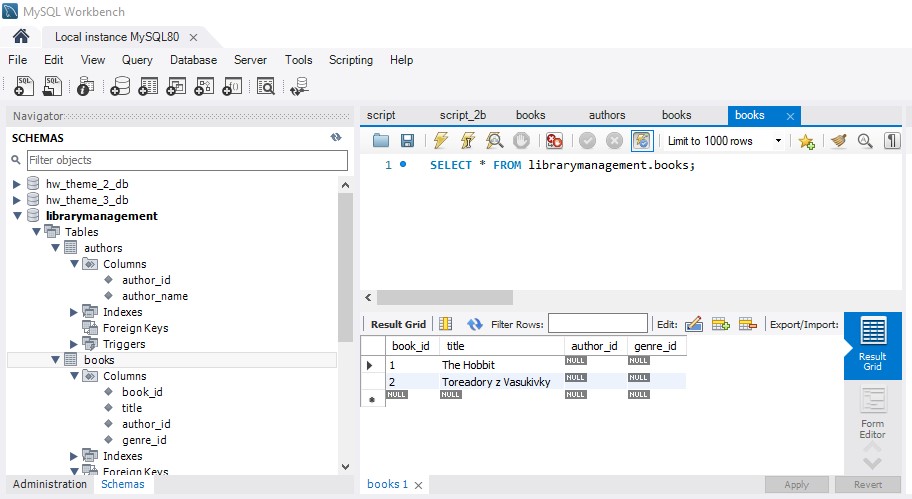 MySQL Workbench
Local instance MySQL80
File Edit View Query Database Server Tools Scripting Help
SQL SQL
Navigator
SCHEMAS
Filter objects
hw_theme_2_db
hw_theme_3_db
librarymanagement
Tables
authors
Columns
author_id
author_name
Indexes
Foreign Keys
Triggers
books
Columns
book_id
title
author_id
genre_id
Indexes
Foreign Keys
Administration Schemas
script script_2b books authors books books
Limit to 1000 rows
1 SELECT * FROM librarymanagement.books;
Result Grid Filter Rows: Edit: Export/Import:
book_id title author_id genre_id
1 The Hobbit NULL NULL
2 Toreadory z Vasukivky NULL NULL
NULL NULL NULL NULL
Result Grid
Form Editor
books 1
Apply Revert